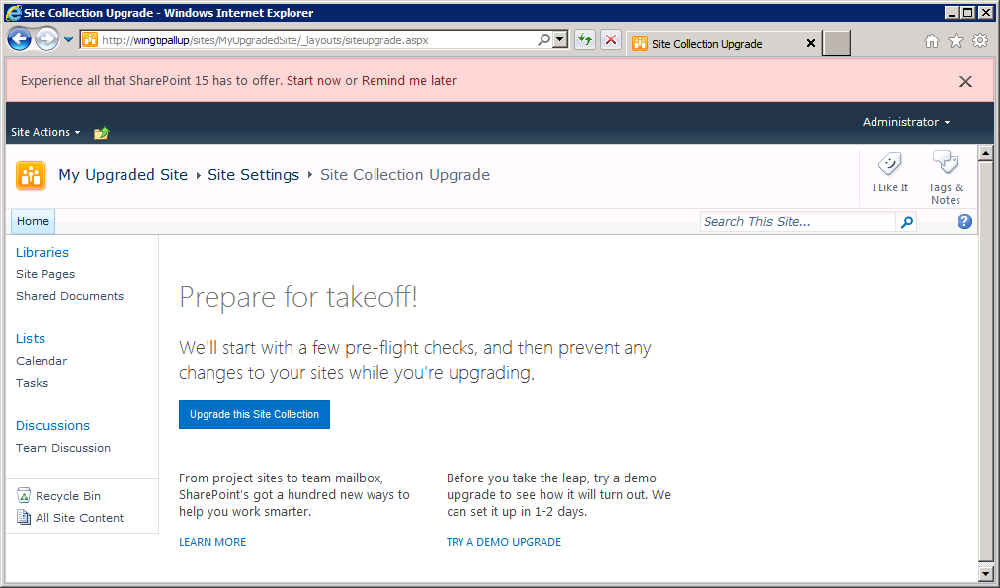 Site Collection Upgrade - Windows Internet Explorer
http://wingtipallup/sites/MyUpgradedSite/_layouts/siteupgrade.aspx
Site Collection Upgrade
Experience all that SharePoint 15 has to offer. Start now or Remind me later
Site Actions
Administrator
My Upgraded Site Site Settings Site Collection Upgrade
I Like It
Tags &
Notes
Home
Search This Site...
Libraries
Site Pages
Shared Documents
Lists
Calendar
Tasks
Discussions
Team Discussion
Recycle Bin
All Site Content
Prepare for takeoff!
We'll start with a few pre-flight checks, and then prevent any
changes to your sites while you're upgrading.
Upgrade this Site Collection
From project sites to team mailbox,
SharePoint's got a hundred new ways to
help you work smarter.
LEARN MORE
Before you take the leap, try a demo
upgrade to see how it will turn out. We
can set it up in 1-2 days.
TRY A DEMO UPGRADE